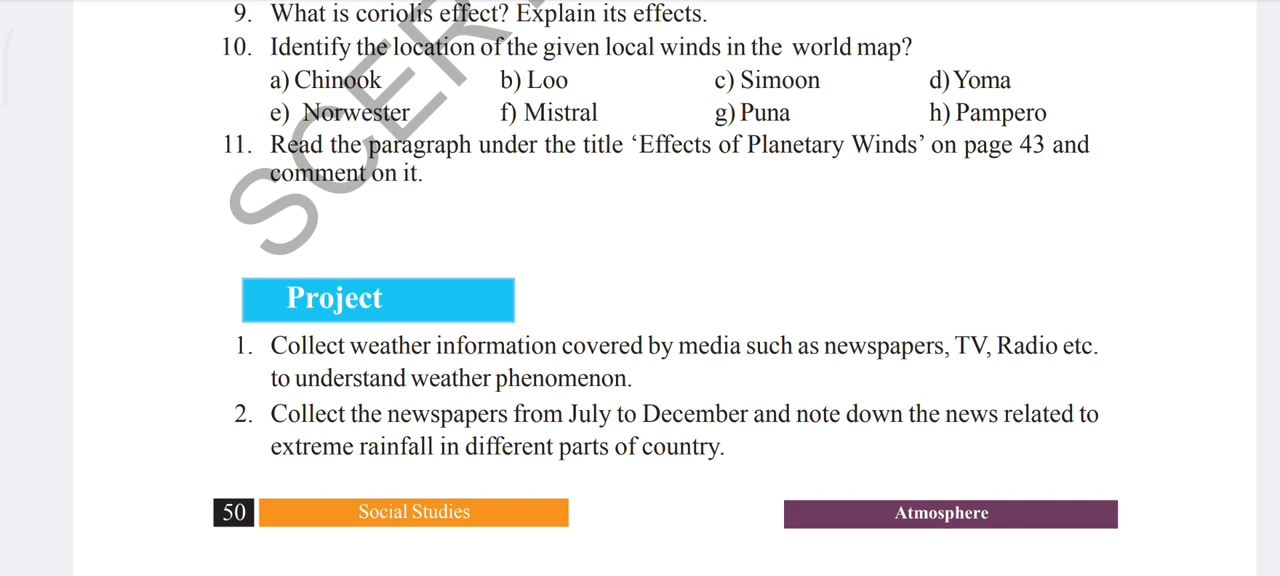 9. What is coriolis effect? Explain its effects.
10. Identify the location of the given local winds in the world map?
a) Chinook b) Loo c) Simoon d) Yoma
e) Norwester f) Mistral g) Puna h) Pampero
11. Read the paragraph under the title ‘Effects of Planetary Winds’ on page 43 and
comment on it.
SCER
Project
1. Collect weather information covered by media such as newspapers, TV, Radio etc.
to understand weather phenomenon.
2. Collect the newspapers from July to December and note down the news related to
extreme rainfall in different parts of country.
50 Social Studies Atmosphere